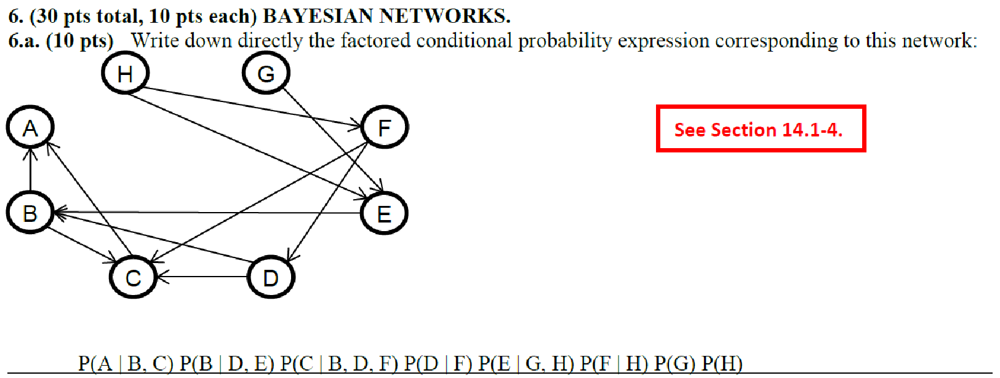 6. (30 pts total, 10 pts each) BAYESIAN NETWORKS.
6.a. (10 pts) Write down directly the factored conditional probability expression corresponding to this network:
H
G
A
F
See Section 14.1-4.
B
E
C
D
P(A | B, C) P(B | D, E) P(C | B, D, F) P(D | F) P(E | G, H) P(F | H) P(G) P(H)